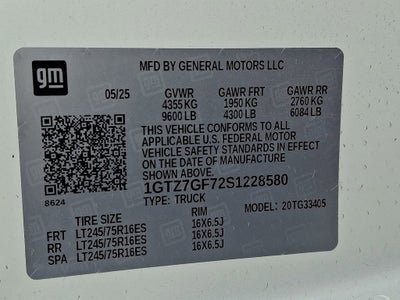 gm
MFD BY GENERAL MOTORS LLC
05/25 GVWR GAWR FRT GAWR RR
4355 KG 1950 KG 2760 KG
9600 LB 4300 LB 6084 LB
THIS VEHICLE CONFORMS TO ALL
APPLICABLE U.S. FEDERAL MOTOR
VEHICLE SAFETY STANDARDS IN EFFECT
ON THE DATE OF MANUFACTURE
SHOWN ABOVE.
1GTZ7GF72S1228580
8624 TYPE: TRUCK
TIRE SIZE RIM MODEL: 20TG33405
FRT LT245/75R16ES 16X6.5J
RR LT245/75R16ES 16X6.5J
SPA LT245/75R16ES 16X6.5J